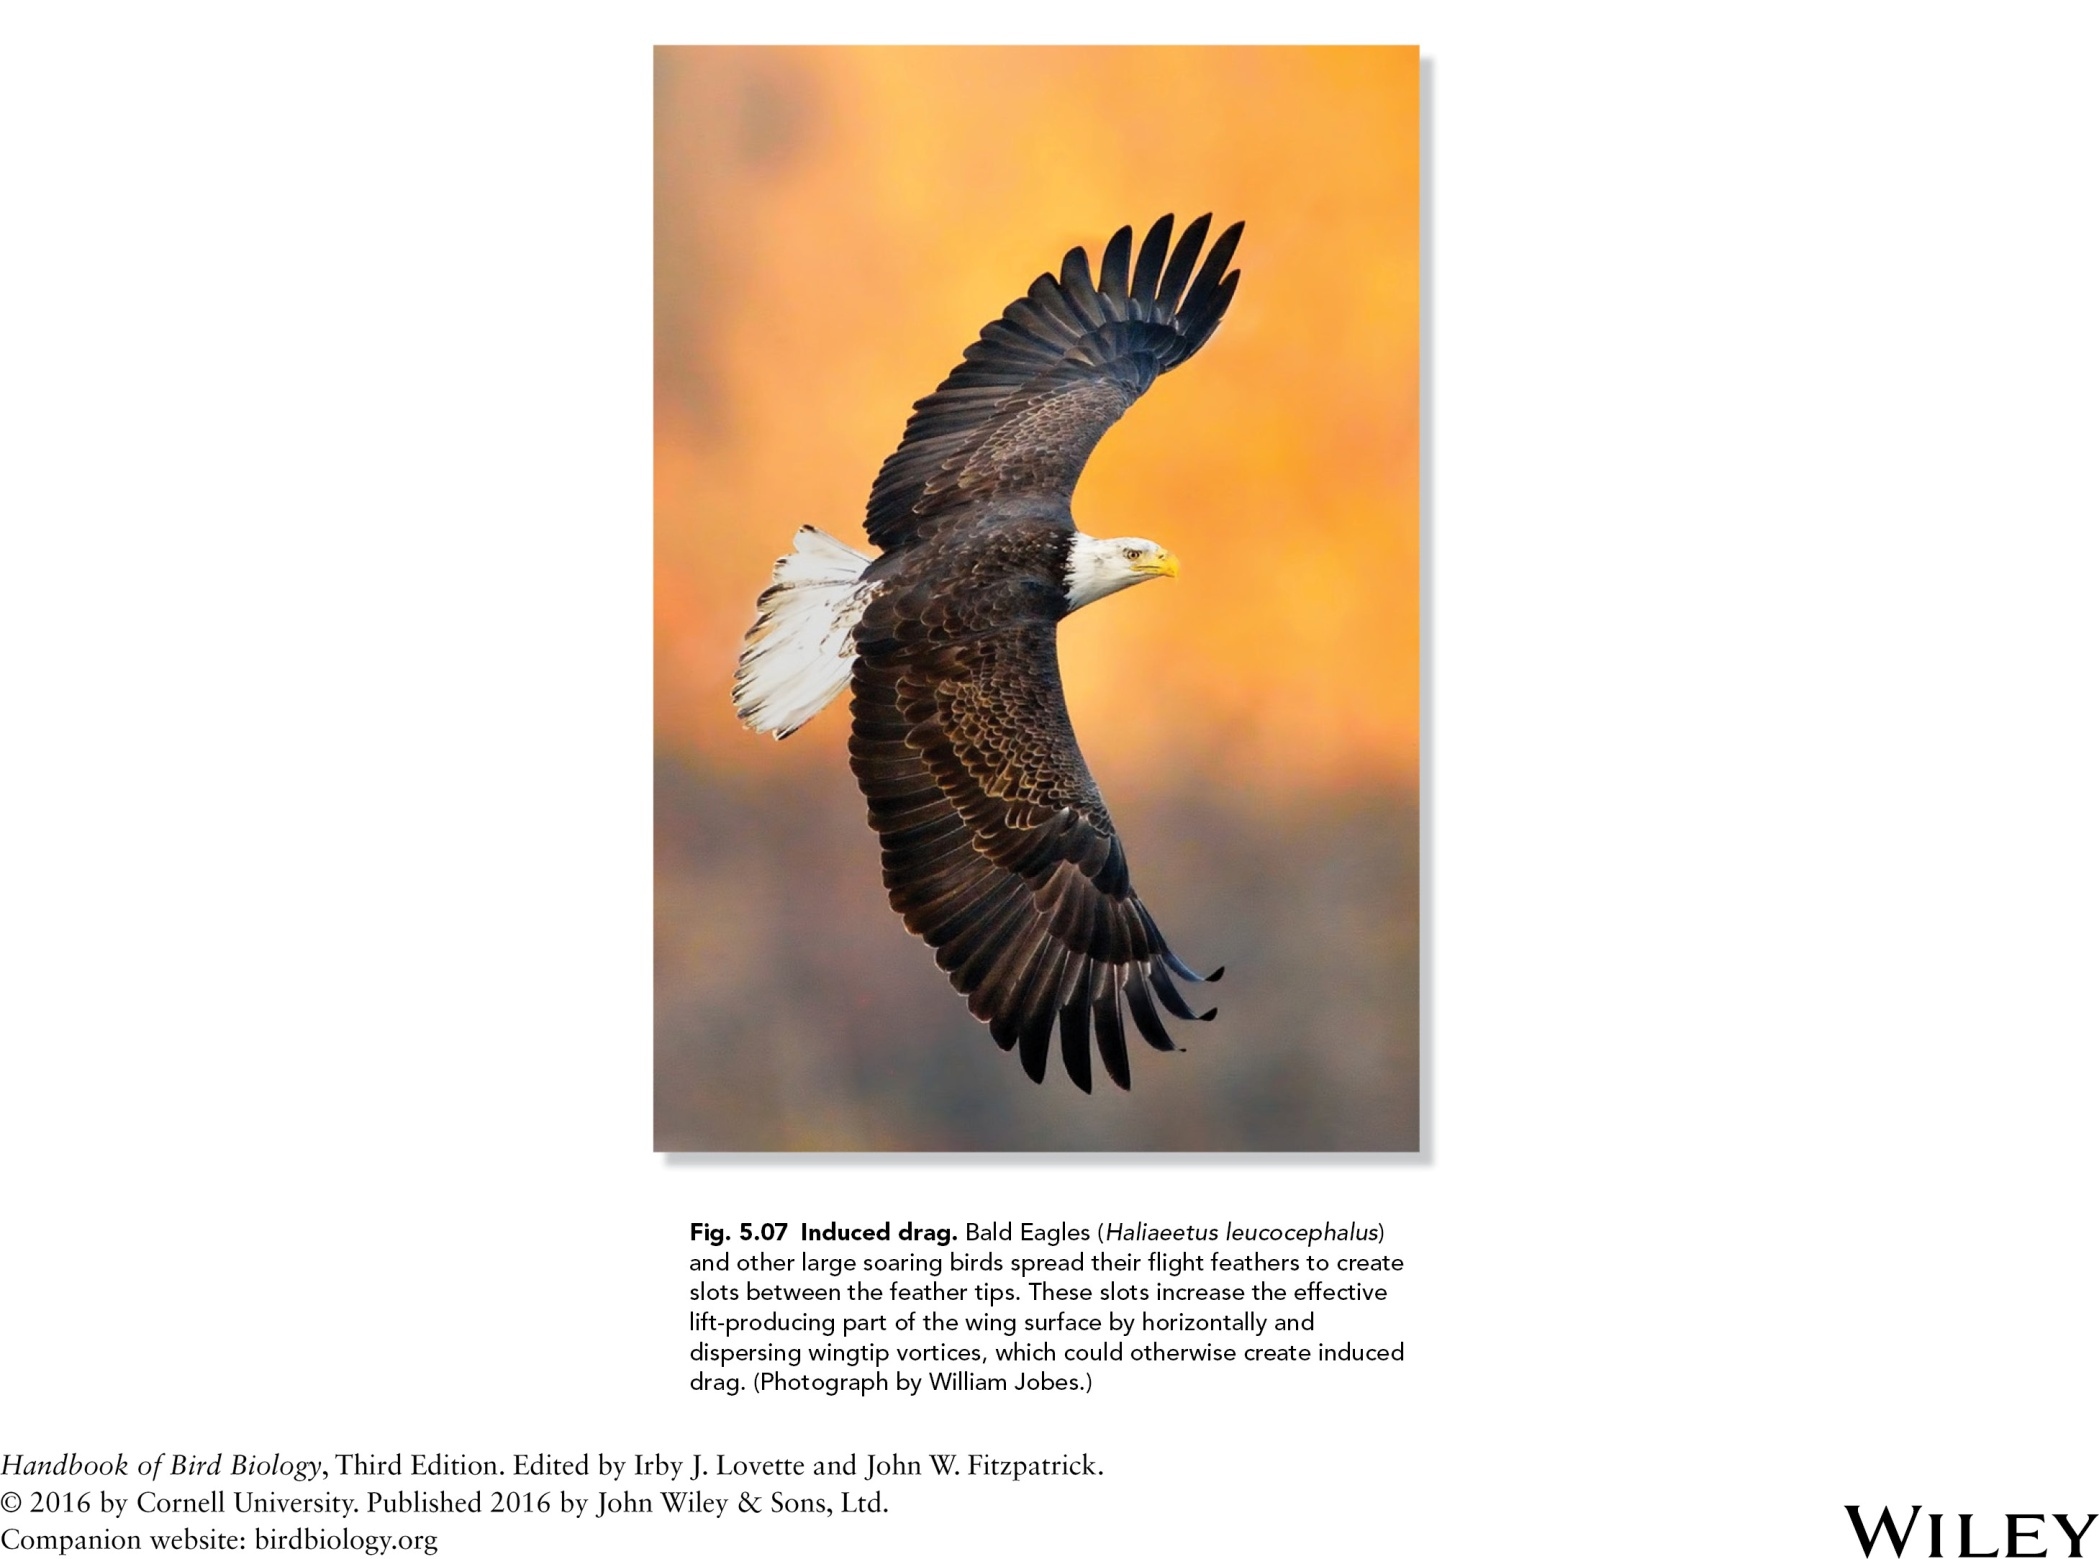 Fig. 5.07 Induced drag. Bald Eagles (Haliaeetus leucocephalus)
and other large soaring birds spread their flight feathers to create
slots between the feather tips. These slots increase the effective
lift-producing part of the wing surface by horizontally and
dispersing wingtip vortices, which could otherwise create induced
drag. (Photograph by William Jobes.)
Handbook of Bird Biology, Third Edition. Edited by Irby J. Lovette and John W. Fitzpatrick.
© 2016 by Cornell University. Published 2016 by John Wiley & Sons, Ltd.
Companion website: birdbiology.org
WILEY